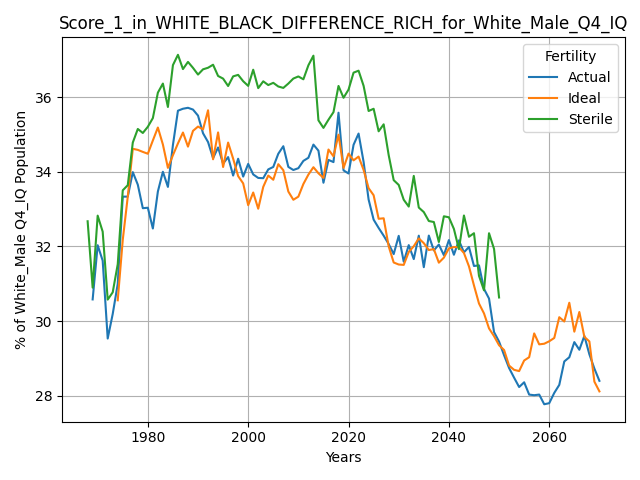 Score_1_in_WHITE_BLACK_DIFFERENCE_RICH_for_White_Male_Q4_IQ
Fertility
Actual
Ideal
Sterile
% of White_Male Q4_IQ Population
36
34
32
30
28
1980
2000
2020
2040
2060
Years